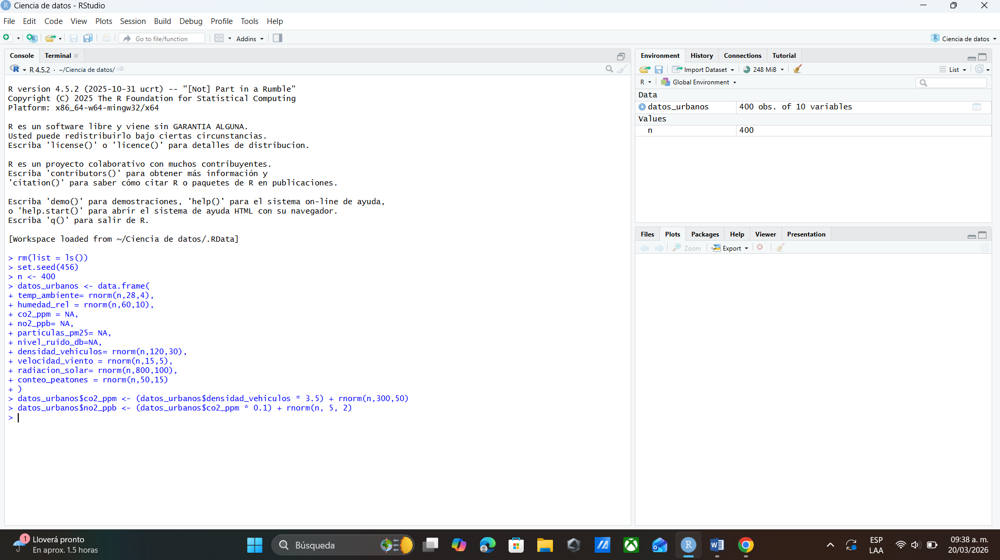 Ciencia de datos - RStudio
File Edit Code View Plots Session Build Debug Profile Tools Help
Go to file/function Addins Ciencia de datos
Console Terminal
R 4.5.2 · ~/Ciencia de datos/
R version 4.5.2 (2025-10-31 ucrt) -- "[Not] Part in a Rumble"
Copyright (C) 2025 The R Foundation for Statistical Computing
Platform: x86_64-w64-mingw32/x64
R es un software libre y viene sin GARANTIA ALGUNA.
Usted puede redistribuirlo bajo ciertas circunstancias.
Escriba 'license()' o 'licence()' para detalles de distribucion.
R es un proyecto colaborativo con muchos contribuyentes.
Escriba 'contributors()' para obtener más información y
'citation()' para saber cómo citar R o paquetes de R en publicaciones.
Escriba 'demo()' para demostraciones, 'help()' para el sistema on-line de ayuda,
o 'help.start()' para abrir el sistema de ayuda HTML con su navegador.
Escriba 'q()' para salir de R.
[Workspace loaded from ~/Ciencia de datos/.RData]
> rm(list = ls())
> set.seed(456)
> n <- 400
> datos_urbanos <- data.frame(
+ temp_ambiente= rnorm(n,28,4),
+ humedad_rel = rnorm(n,60,10),
+ co2_ppm = NA,
+ no2_ppb= NA,
+ particulas_pm25= NA,
+ nivel_ruido_db=NA,
+ densidad_vehiculos= rnorm(n,120,30),
+ velocidad_viento = rnorm(n,15,5),
+ radiacion_solar= rnorm(n,800,100),
+ conteo_peatones = rnorm(n,50,15)
+ )
> datos_urbanos$co2_ppm <- (datos_urbanos$densidad_vehiculos * 3.5) + rnorm(n,300,50)
> datos_urbanos$no2_ppb <- (datos_urbanos$co2_ppm * 0.1) + rnorm(n, 5, 2)
>
Environment History Connections Tutorial
Import Dataset 248 MiB List
R Global Environment
Data
datos_urbanos 400 obs. of 10 variables
Values
n 400
Files Plots Packages Help Viewer Presentation
Zoom Export
1 Lloverá pronto
En aprox. 1.5 horas
Búsqueda
ESP
LAA
09:38 a. m.
20/03/2026